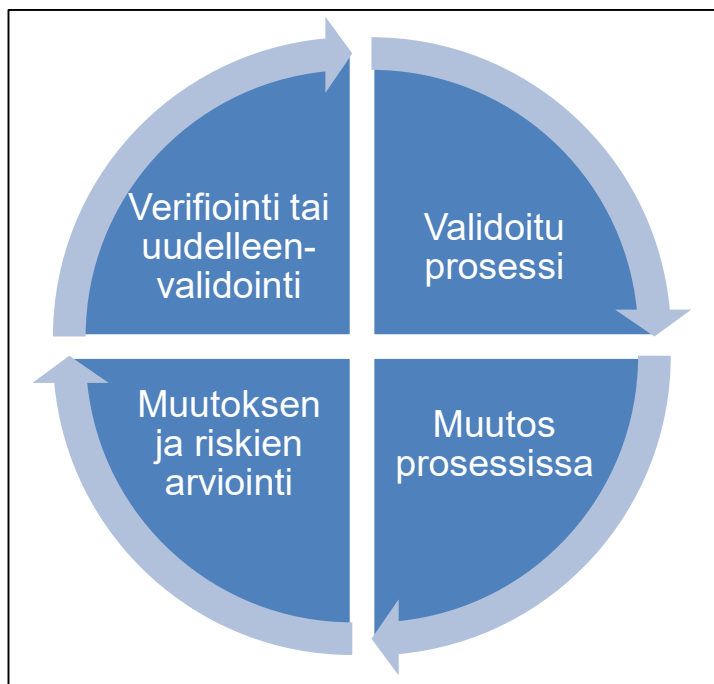 Verifiointi tai
uudelleen-
validointi
Validoitu
prosessi
Muutoksen
ja riskien
arviointi
Muutos
prosessissa